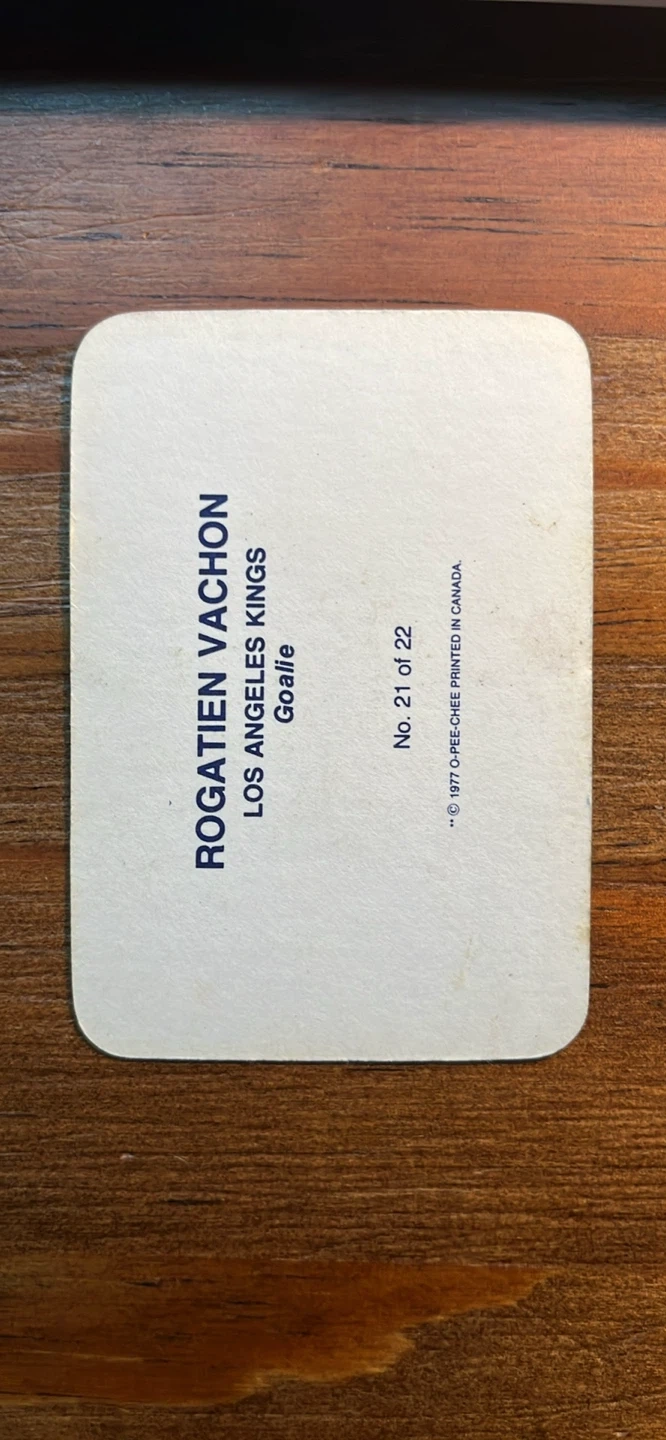 ROGATIEN VACHON
LOS ANGELES KINGS
Goalie
No. 21 of 22
** © 1977 O-PEE-CHEE PRINTED IN CANADA.